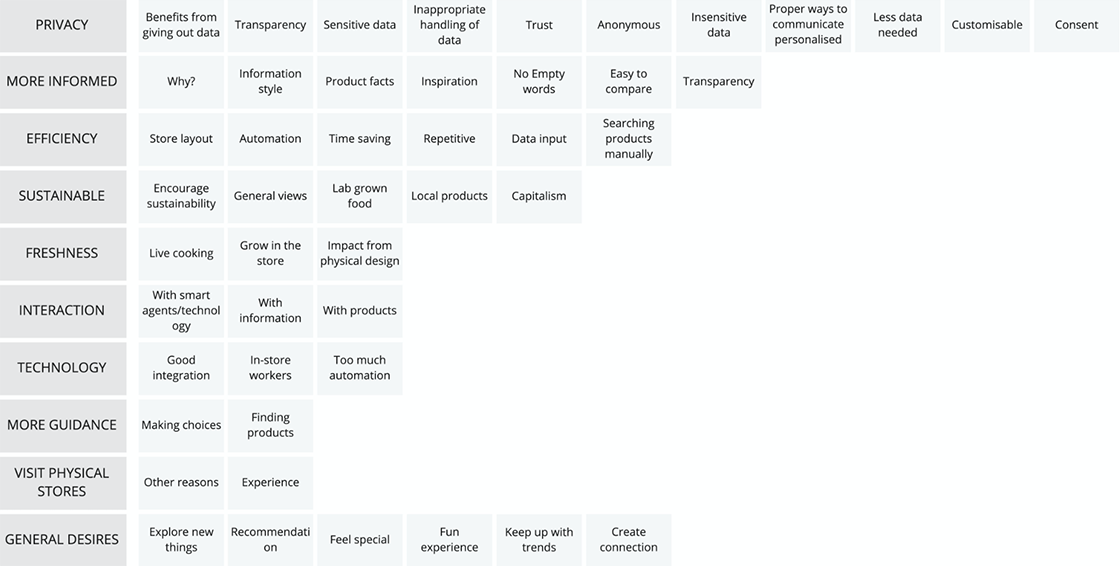 PRIVACY
Benefits from
giving out data
Transparency
Sensitive data
Inappropriate
handling of
data
Trust
Anonymous
Insensitive
data
Proper ways to
communicate
personalised
Less data
needed
Customisable
Consent
MORE INFORMED
Why?
Information
style
Product facts
Inspiration
No Empty
words
Easy to
compare
Transparency
EFFICIENCY
Store layout
Automation
Time saving
Repetitive
Data input
Searching
products
manually
SUSTAINABLE
Encourage
sustainability
General views
Lab grown
food
Local products
Capitalism
FRESHNESS
Live cooking
Grow in the
store
Impact from
physical design
INTERACTION
With smart
agents/technol
ogy
With
information
With products
TECHNOLOGY
Good
integration
In-store
workers
Too much
automation
MORE GUIDANCE
Making choices
Finding
products
VISIT PHYSICAL
STORES
Other reasons
Experience
GENERAL DESIRES
Explore new
things
Recommendati
on
Feel special
Fun
experience
Keep up with
trends
Create
connection